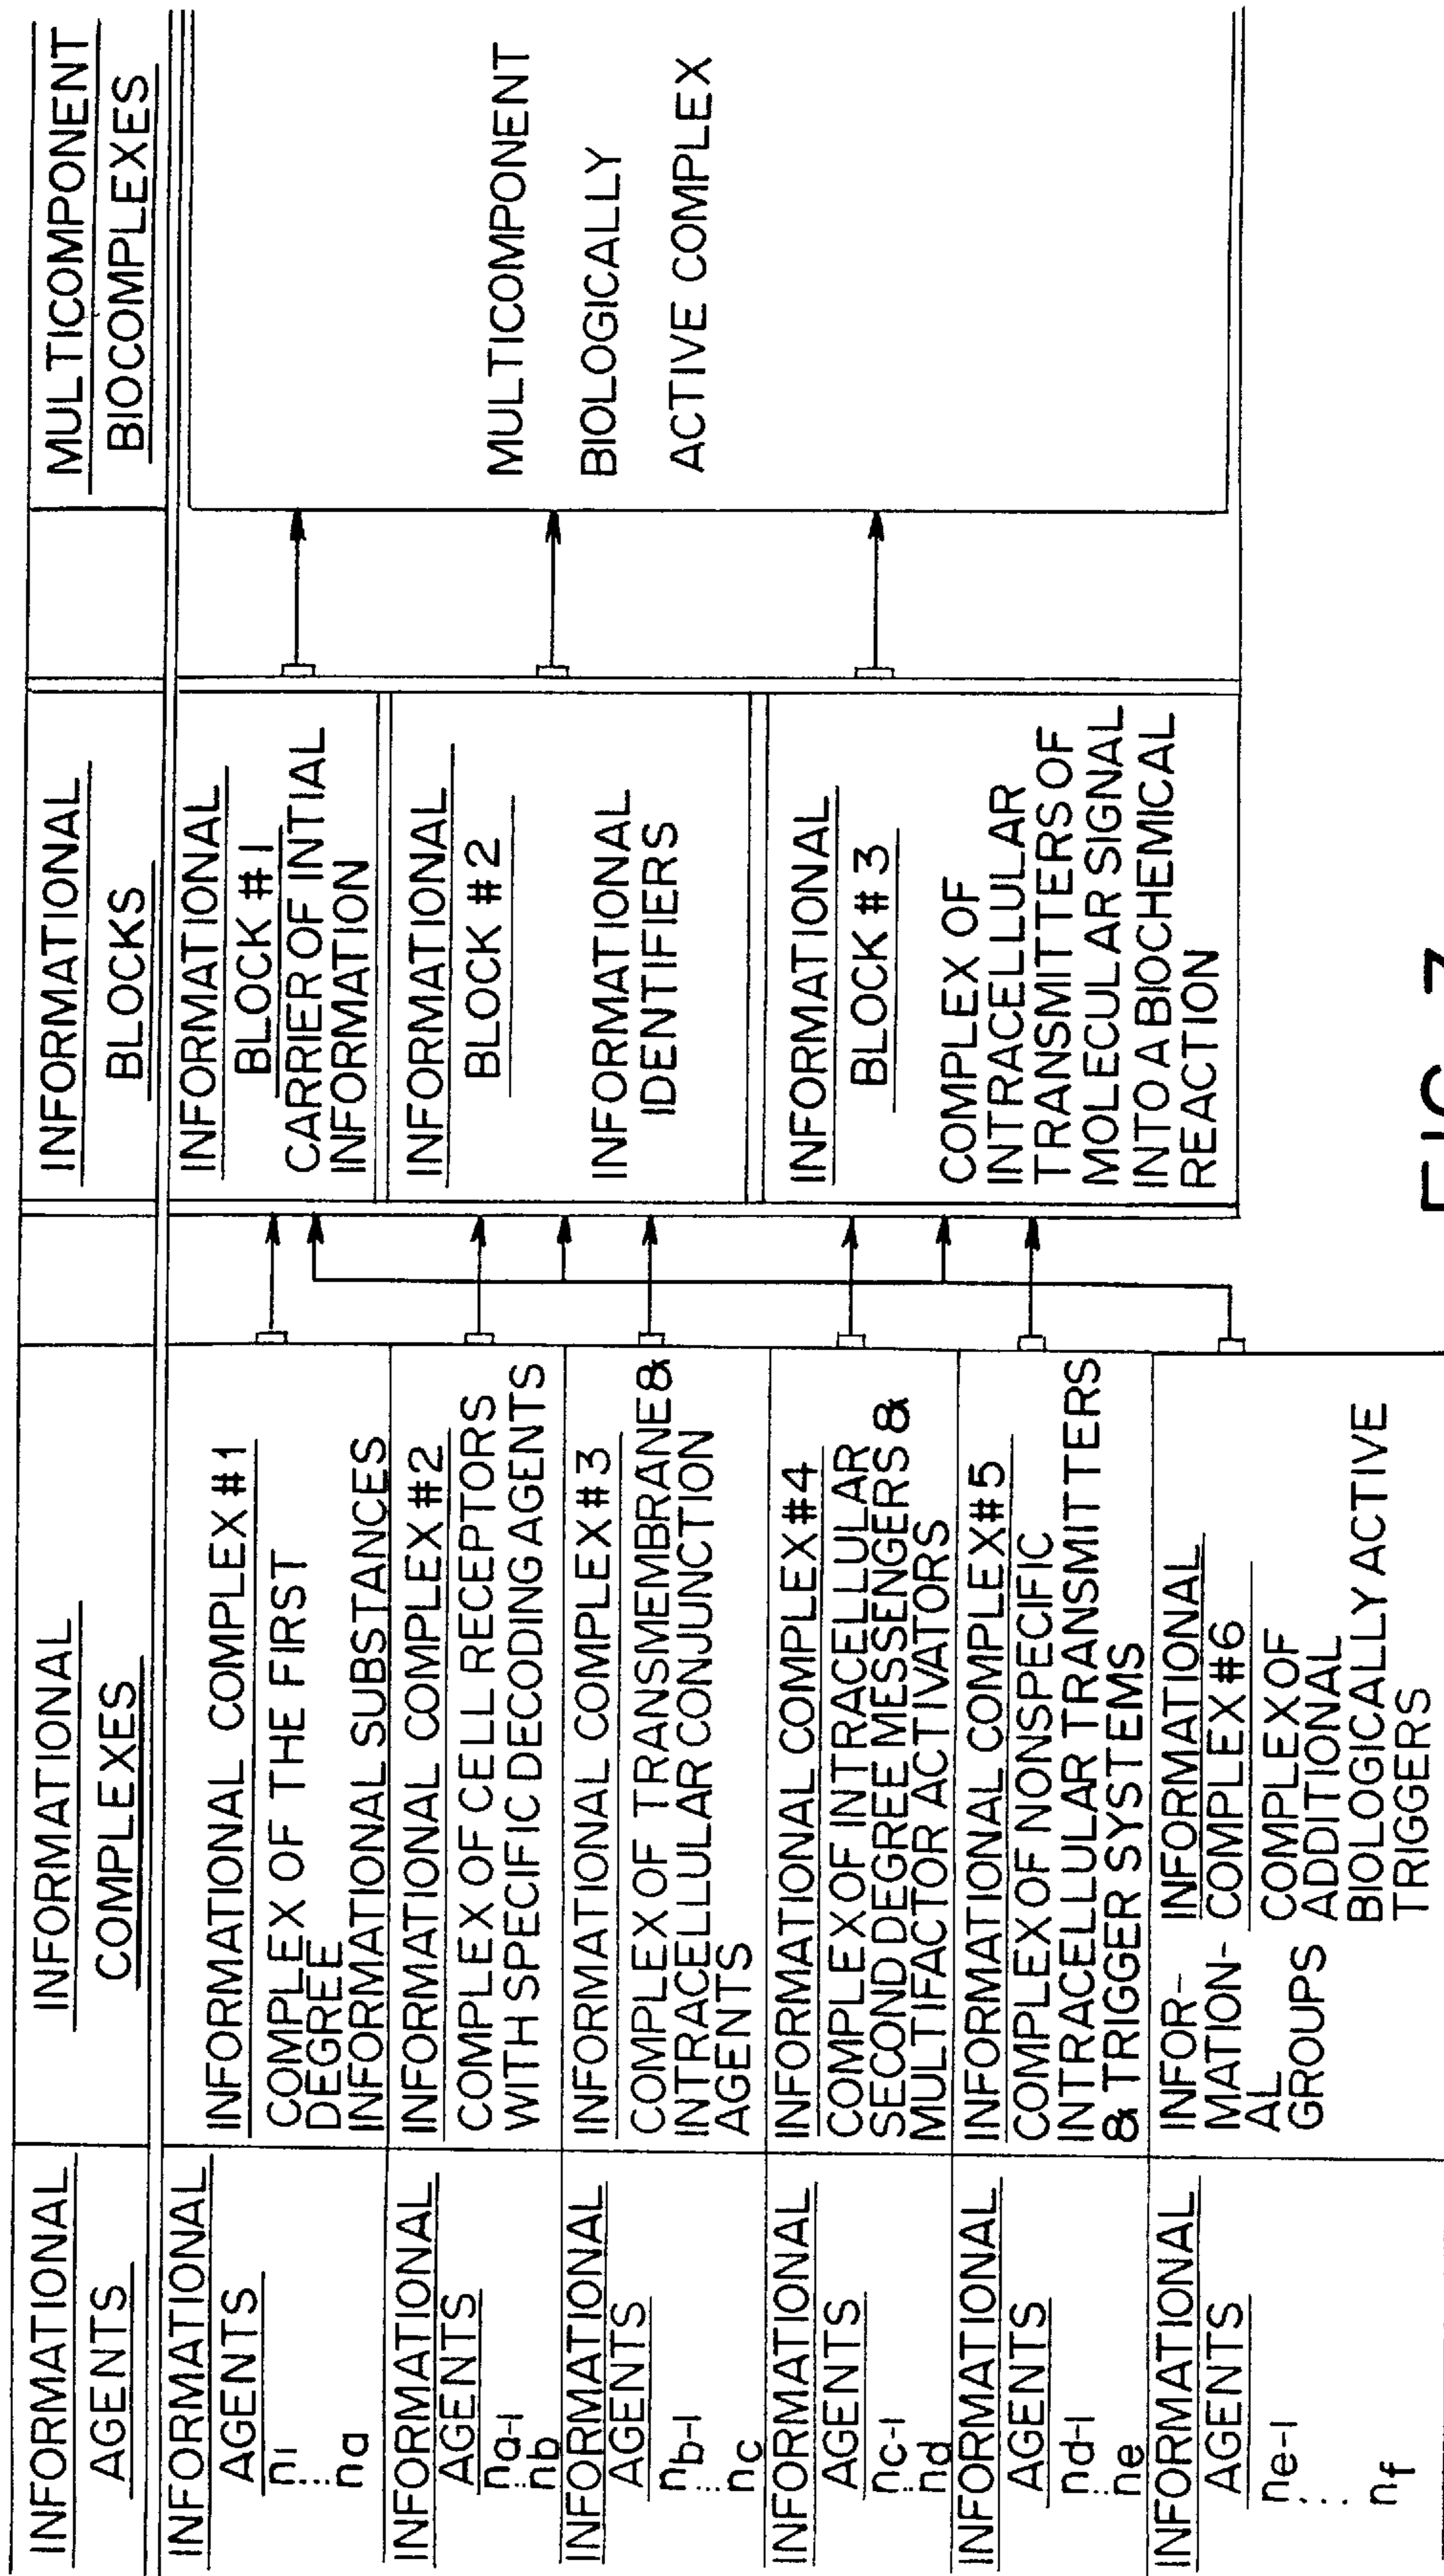 INFORMATIONAL
AGENTS
INFORMATIONAL
COMPLEXES
INFORMATIONAL
BLOCKS
MULTICOMPONENT
BIOCOMPLEXES
INFORMATIONAL
AGENTS
n1
...
na
INFORMATIONAL COMPLEX #1
COMPLEX OF THE FIRST
DEGREE
INFORMATIONAL SUBSTANCES
INFORMATIONAL
AGENTS
na-1
...
nb
INFORMATIONAL COMPLEX #2
COMPLEX OF CELL RECEPTORS
WITH SPECIFIC DECODING AGENTS
INFORMATIONAL
AGENTS
nb-1
...
nc
INFORMATIONAL COMPLEX #3
COMPLEX OF TRANSMEMBRANE &
INTRACELLULAR CONJUNCTION
AGENTS
INFORMATIONAL
AGENTS
nc-1
...
nd
INFORMATIONAL COMPLEX #4
COMPLEX OF INTRACELLULAR
SECOND DEGREE MESSENGERS &
MULTIFACTOR ACTIVATORS
INFORMATIONAL
AGENTS
nd-1
...
ne
INFORMATIONAL COMPLEX #5
COMPLEX OF NONSPECIFIC
INTRACELLULAR TRANSMITTERS
& TRIGGER SYSTEMS
INFORMATIONAL
AGENTS
ne-1
...
nf
INFOR-
MATION-
AL
GROUPS
INFORMATIONAL
COMPLEX #6
COMPLEX OF
ADDITIONAL
BIOLOGICALLY ACTIVE
TRIGGERS
INFORMATIONAL
BLOCK #1
CARRIER OF INTIAL
INFORMATION
INFORMATIONAL
BLOCK #2
INFORMATIONAL
IDENTIFIERS
INFORMATIONAL
BLOCK #3
COMPLEX OF
INTRACELLULAR
TRANSMITTERS OF
MOLECULAR SIGNAL
INTO A BIOCHEMICAL
REACTION
MULTICOMPONENT
BIOLOGICALLY
ACTIVE COMPLEX